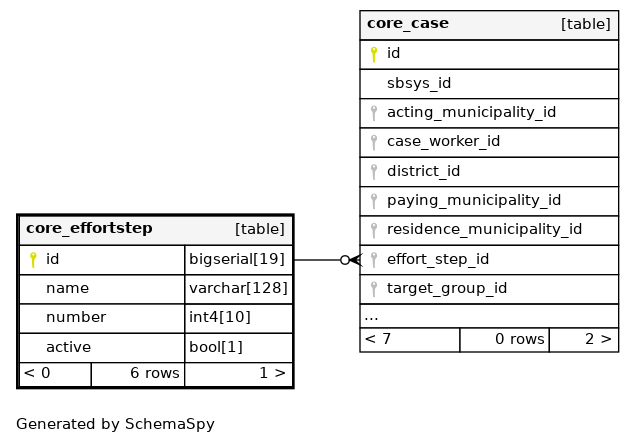 core_case [table]
id
sbsys_id
acting_municipality_id
case_worker_id
district_id
paying_municipality_id
residence_municipality_id
effort_step_id
target_group_id
...
< 7 0 rows 2 >
core_effortstep [table]
id bigserial[19]
name varchar[128]
number int4[10]
active bool[1]
< 0 6 rows 1 >
Generated by SchemaSpy